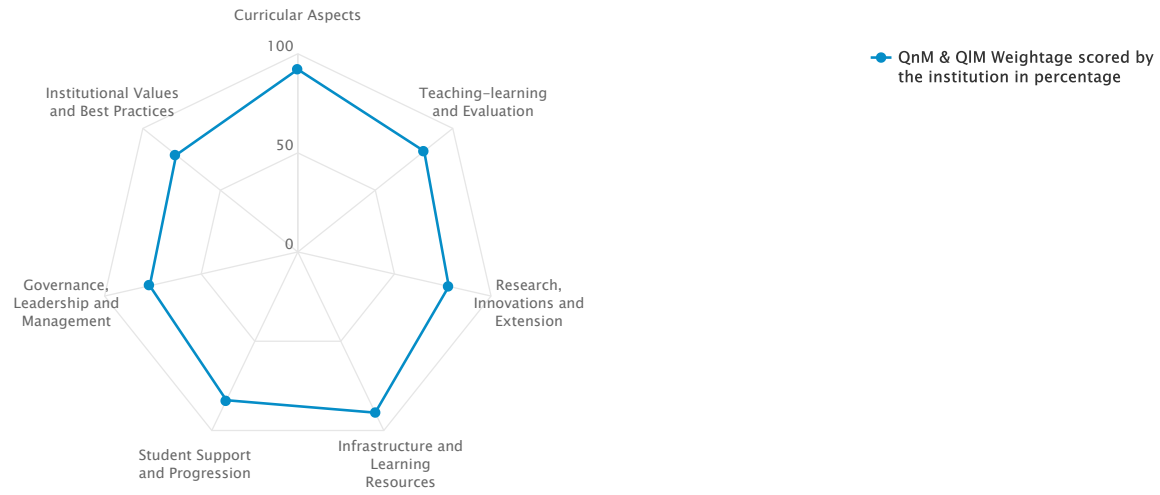 Curricular Aspects
100
50
0
Teaching-learning
and Evaluation
Research,
Innovations and
Extension
Infrastructure and
Learning
Resources
Student Support
and Progression
Governance,
Leadership and
Management
Institutional Values
and Best Practices
QnM & QlM Weightage scored by
the institution in percentage